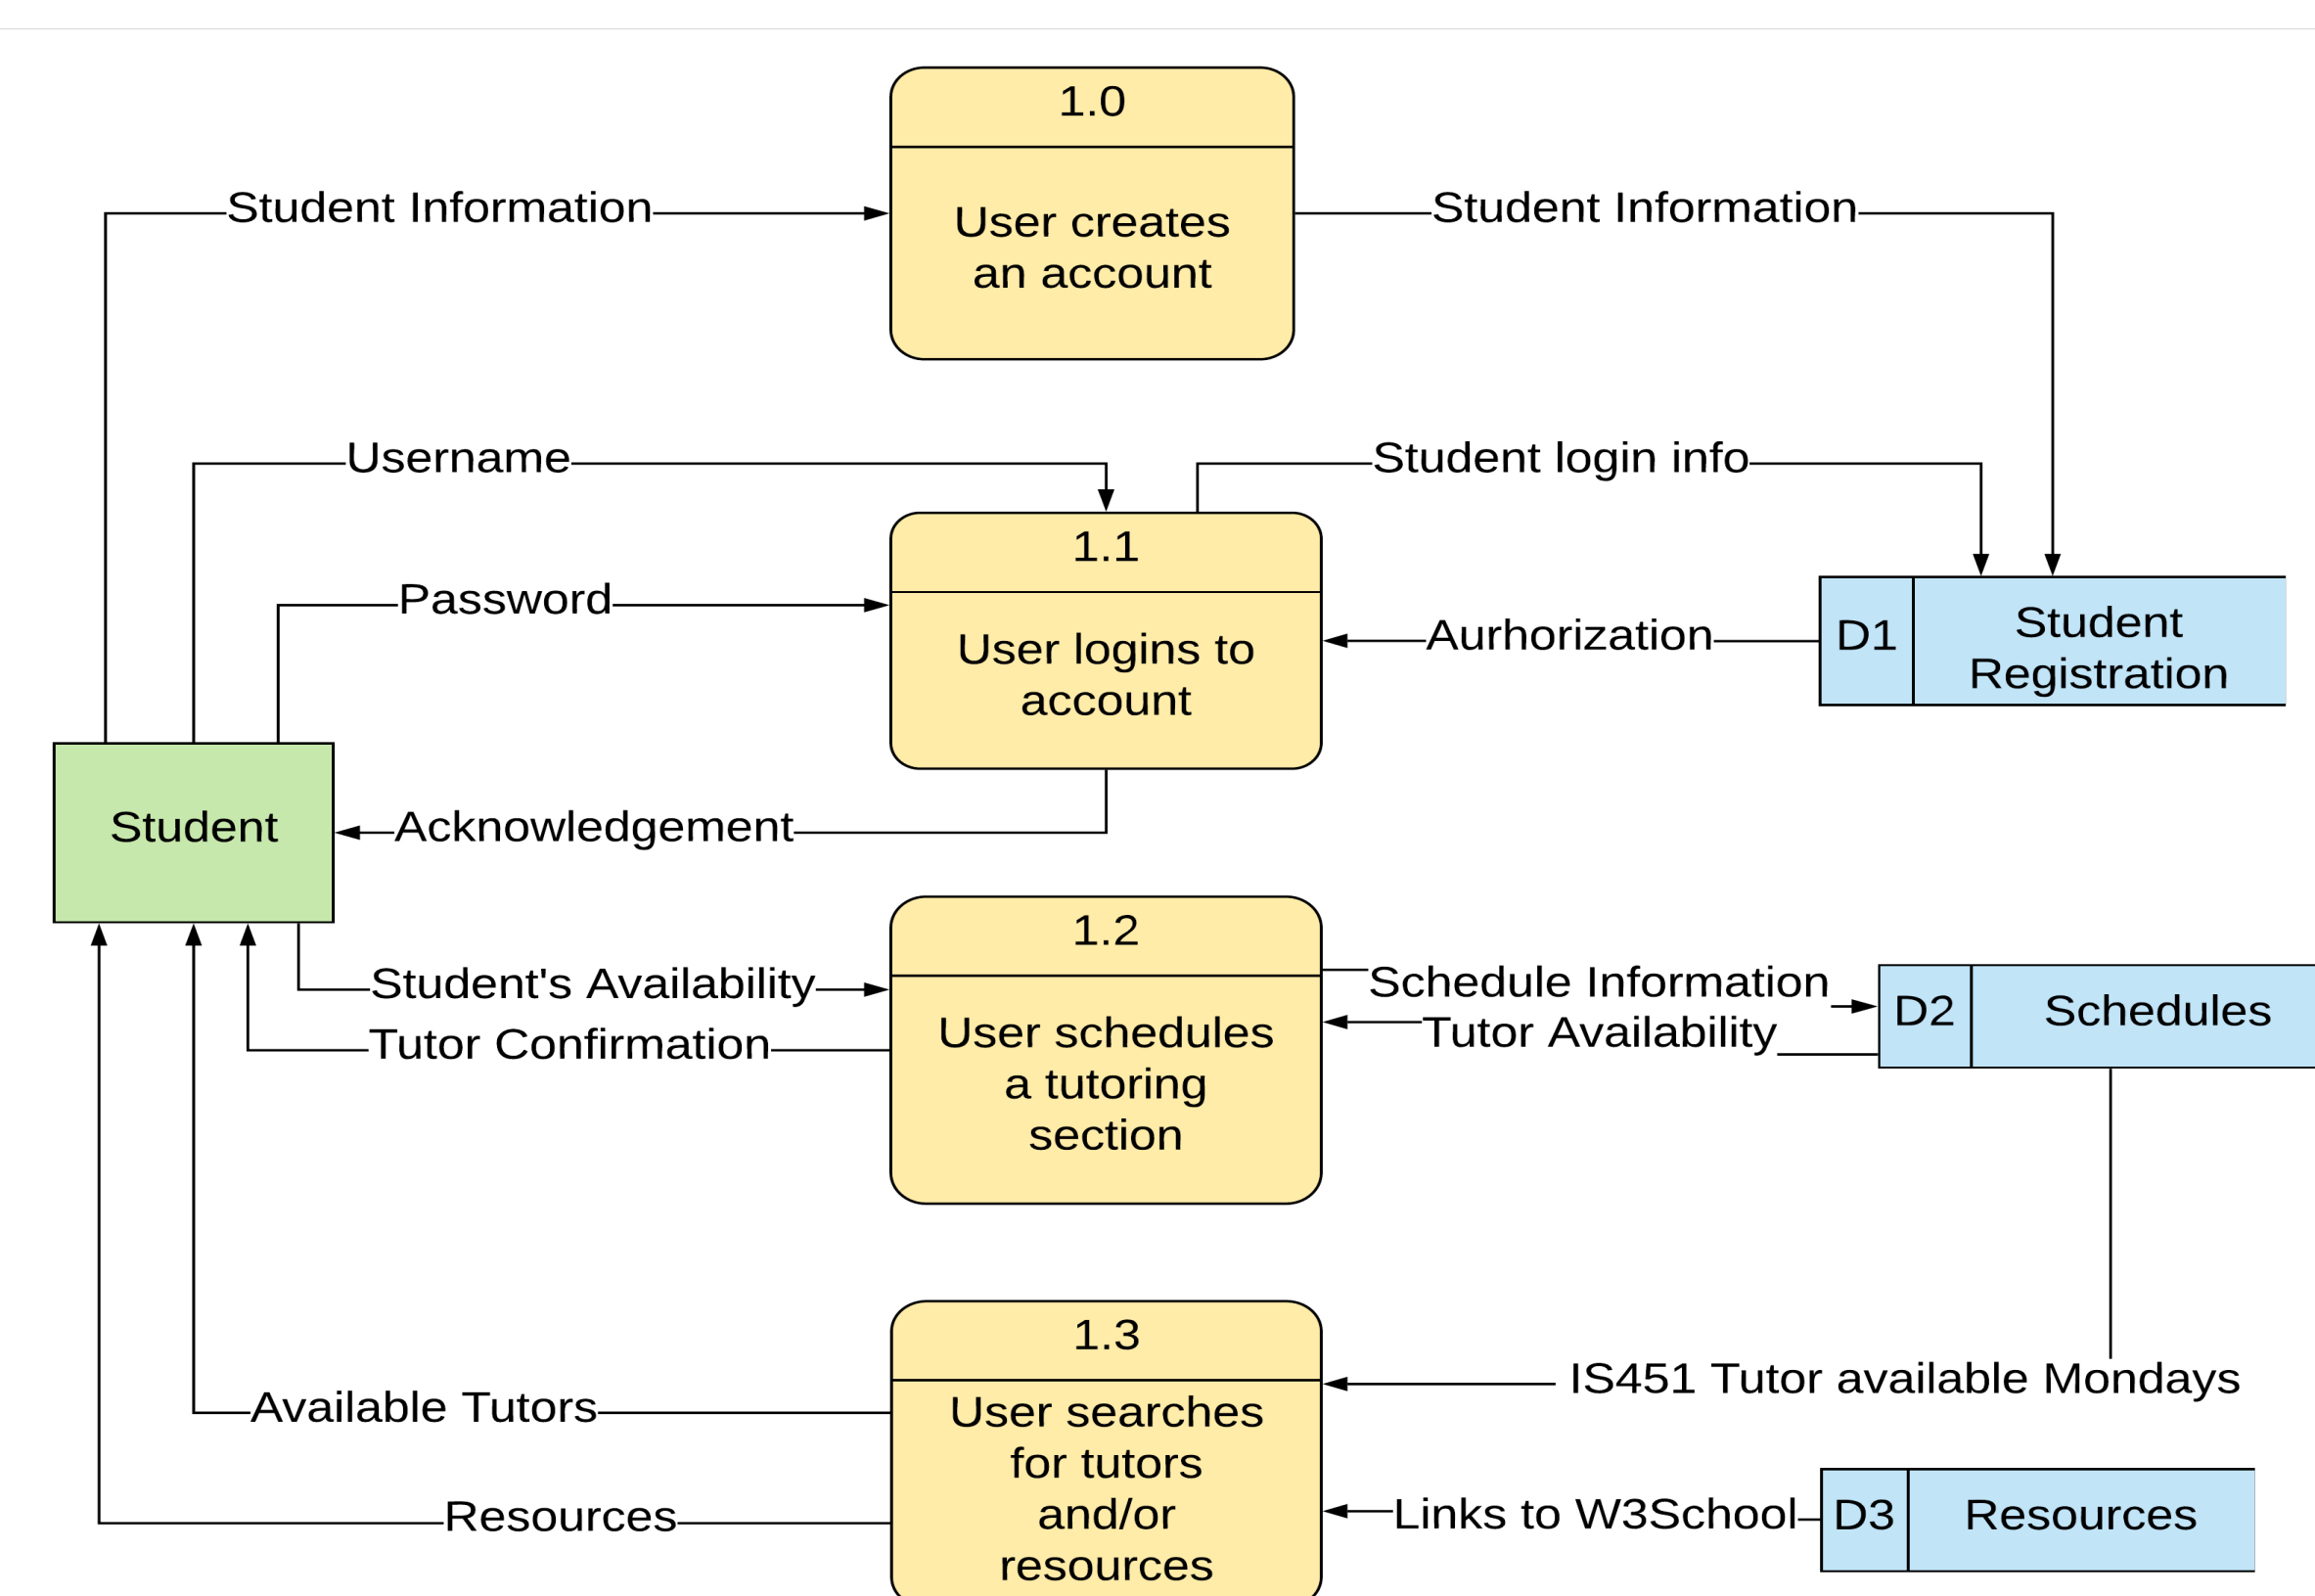 1.0
Student Information
User creates
an account
Student Information
Username
Student login info
1.1
Password
User logins to
account
Aurhorization
D1
Student
Registration
Student
Acknowledgement
1.2
Student's Availability
Tutor Confirmation
User schedules
a tutoring
section
Schedule Information
Tutor Availability
D2
Schedules
1.3
Available Tutors
Resources
User searches
for tutors
and/or
resources
IS451 Tutor available Mondays
Links to W3School
D3
Resources